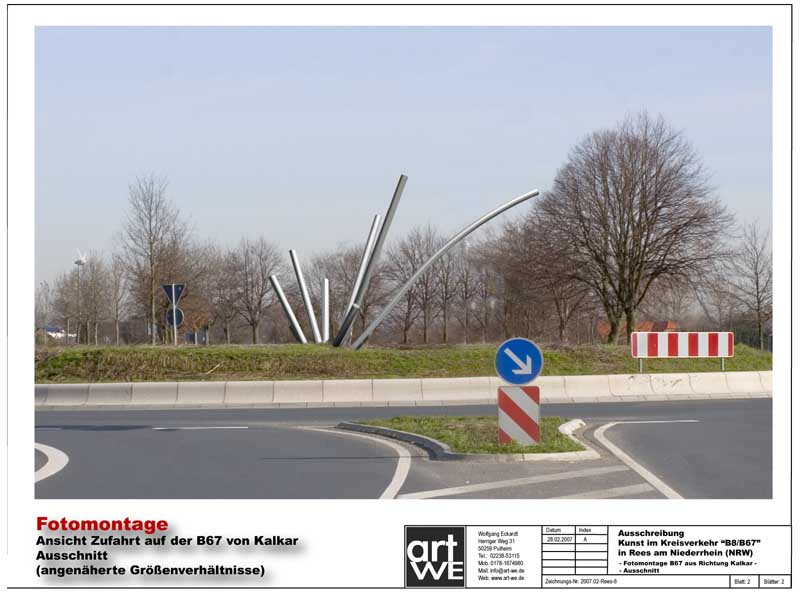 Fotomontage
Ansicht Zufahrt auf der B67 von Kalkar
Ausschnitt
(angenäherte Größenverhältnisse)
art
WE
Wolfgang Eckardt
Herriger Weg 31
50259 Pulheim
Tel.: 02238-53115
Mob.:0178-1674980
Mail: info@art-we.de
Web: www.art-we.de
Datum Index
28.02.2007 A
Zeichnungs-Nr. 2007.02-Rees-6
Ausschreibung
Kunst im Kreisverkehr “B8/B67”
in Rees am Niederrhein (NRW)
- Fotomontage B67 aus Richtung Kalkar -
- Ausschnitt
Blatt: 2
Blätter: 2